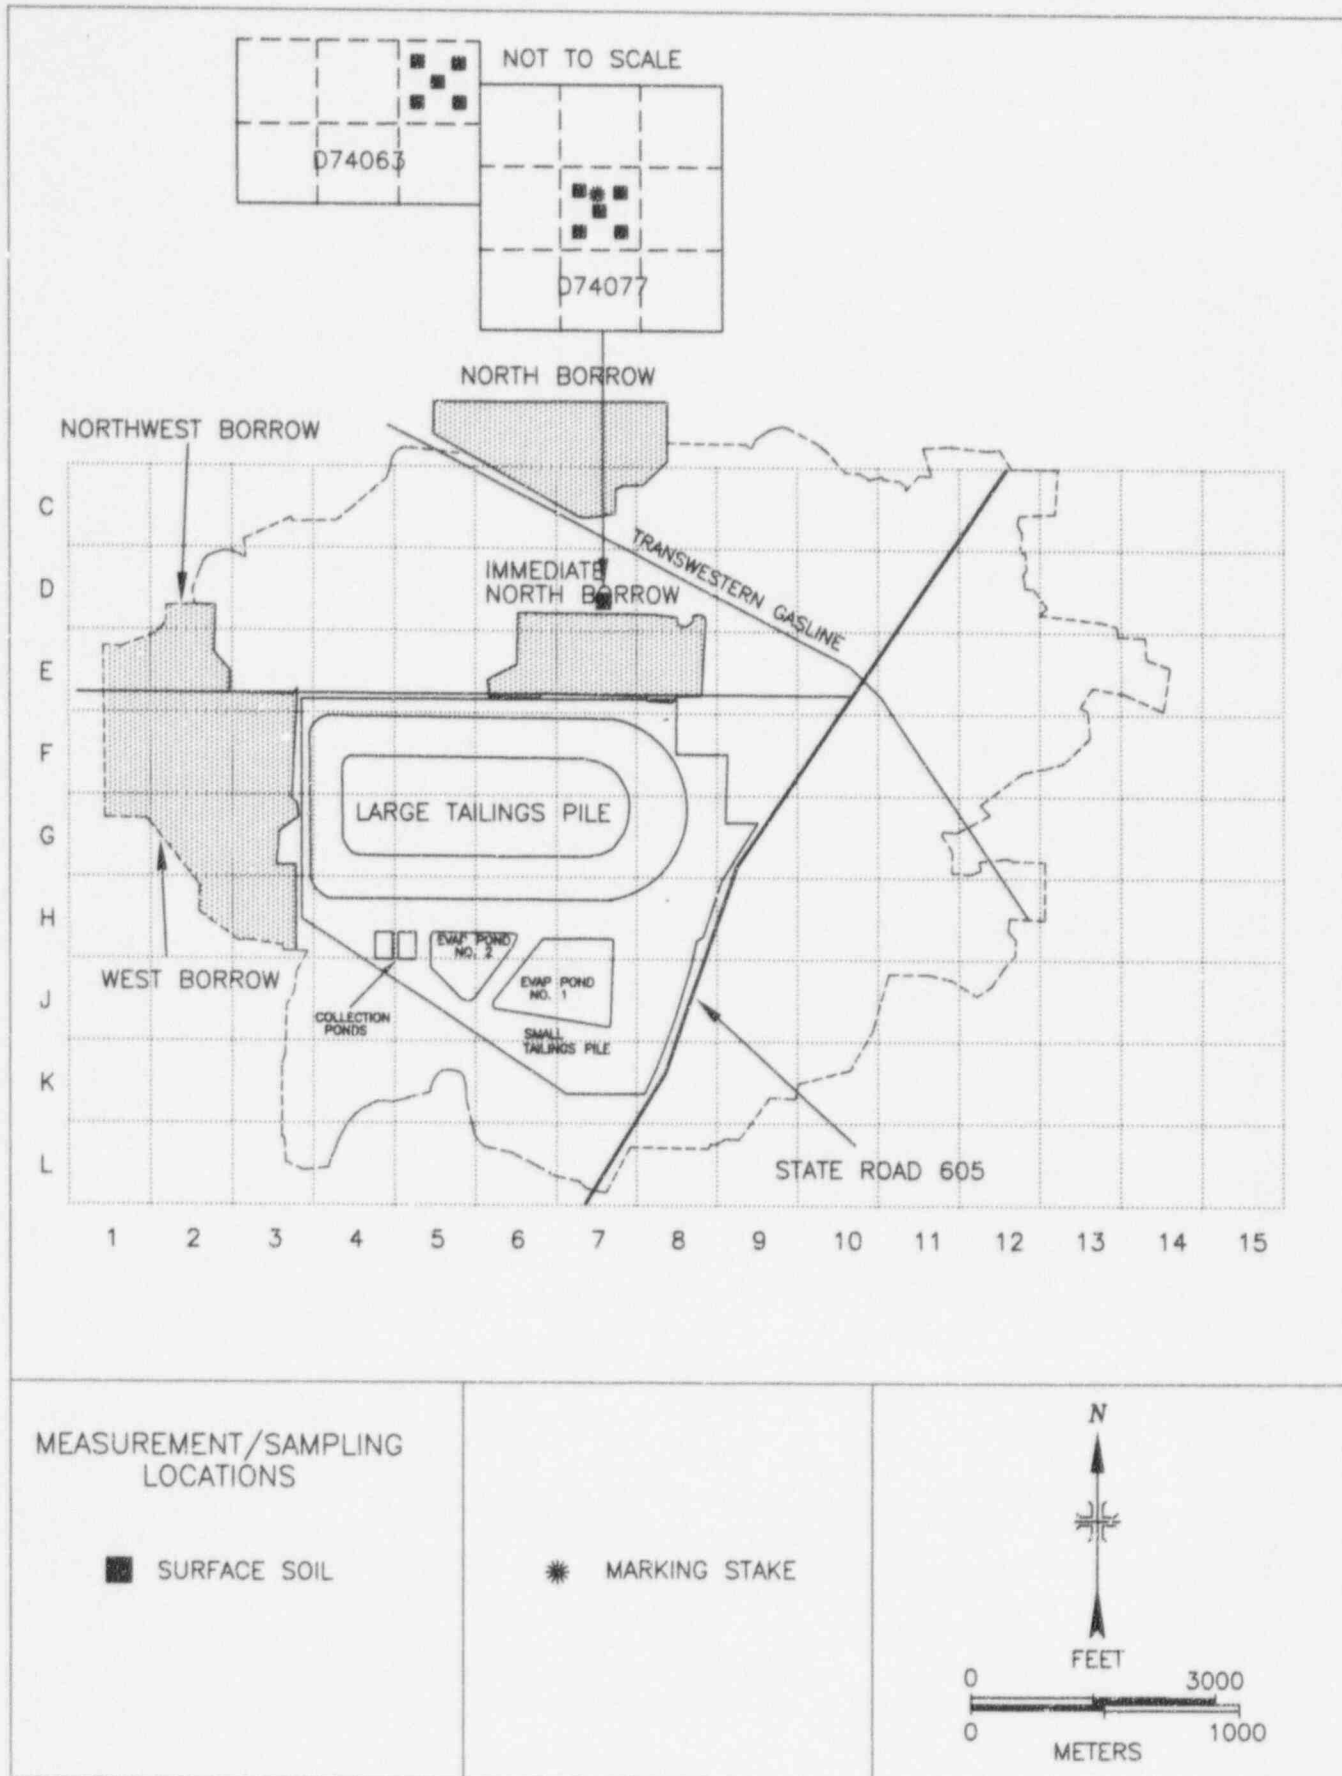 NOT TO SCALE
D74063
D74077
NORTH BORROW
NORTHWEST BORROW
C
D
E
F
G
H
J
K
L
TRANSWESTERN GASLINE
IMMEDIATE
NORTH BORROW
LARGE TAILINGS PILE
EVAP POND
NO. 2
EVAP POND
NO. 1
WEST BORROW
COLLECTION
PONDS
SMALL
TAILINGS PILE
STATE ROAD 605
1 2 3 4 5 6 7 8 9 10 11 12 13 14 15
MEASUREMENT/SAMPLING
LOCATIONS
SURFACE SOIL
MARKING STAKE
N
FEET
0 3000
0 1000
METERS